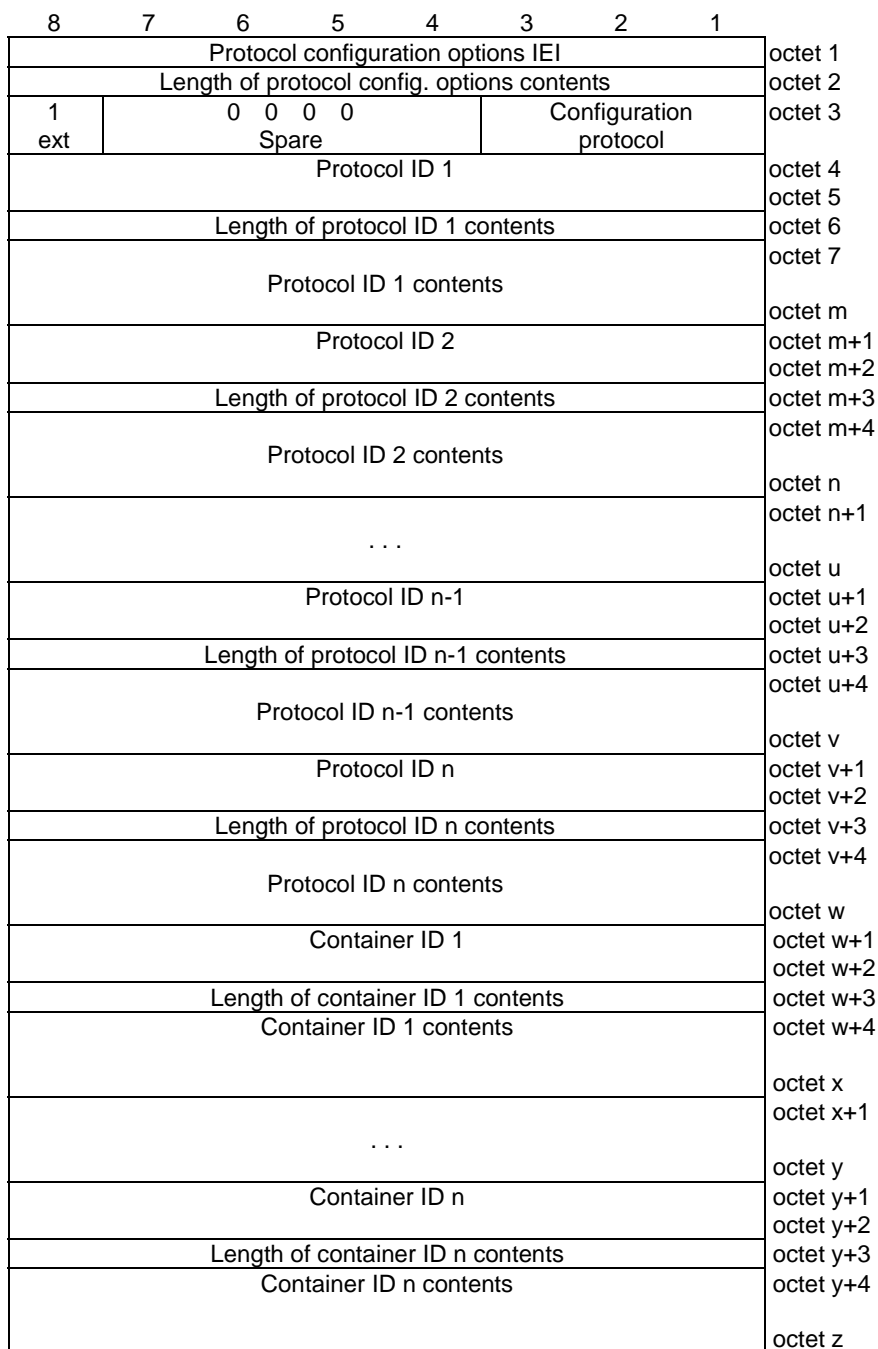 8 7 6 5 4 3 2 1
Protocol configuration options IEI octet 1
Length of protocol config. options contents octet 2
1 0 0 0 0 Configuration octet 3
ext Spare protocol
Protocol ID 1 octet 4
octet 5
Length of protocol ID 1 contents octet 6
octet 7
Protocol ID 1 contents
octet m
Protocol ID 2 octet m+1
octet m+2
Length of protocol ID 2 contents octet m+3
octet m+4
Protocol ID 2 contents
octet n
octet n+1
. . .
octet u
Protocol ID n-1 octet u+1
octet u+2
Length of protocol ID n-1 contents octet u+3
octet u+4
Protocol ID n-1 contents
octet v
Protocol ID n octet v+1
octet v+2
Length of protocol ID n contents octet v+3
octet v+4
Protocol ID n contents
octet w
Container ID 1 octet w+1
octet w+2
Length of container ID 1 contents octet w+3
Container ID 1 contents octet w+4
octet x
octet x+1
. . .
octet y
Container ID n octet y+1
octet y+2
Length of container ID n contents octet y+3
Container ID n contents octet y+4
octet z